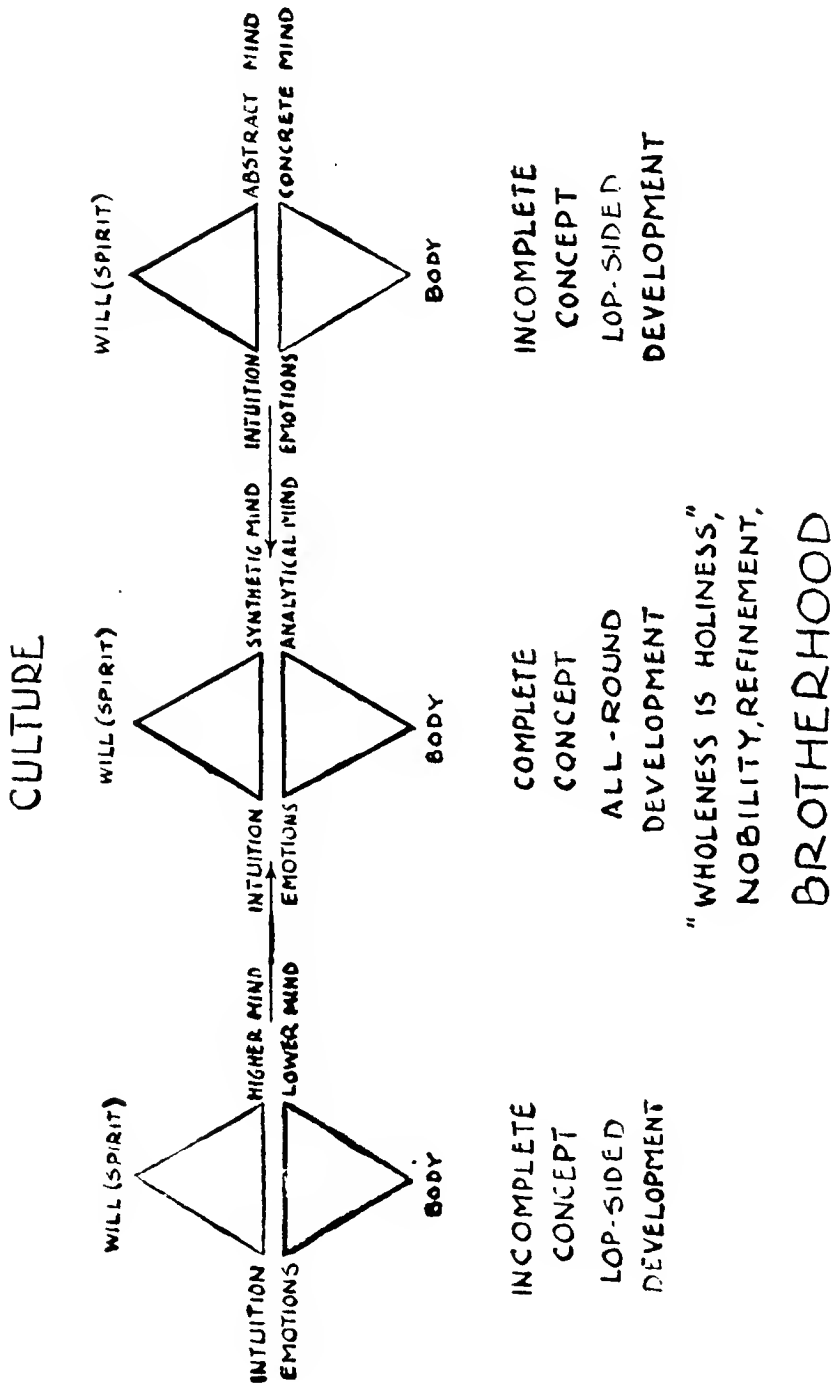 CULTURE
WILL (SPIRIT)
WILL (SPIRIT)
WILL (SPIRIT)
INTUITION HIGHER MIND
INTUITION SYNTHETIC MIND
INTUITION ABSTRACT MIND
EMOTIONS LOWER MIND
EMOTIONS ANALYTICAL MIND
EMOTIONS CONCRETE MIND
BODY
BODY
BODY
INCOMPLETE
CONCEPT
LOP-SIDED
DEVELOPMENT
COMPLETE
CONCEPT
ALL-ROUND
DEVELOPMENT
"WHOLENESS IS HOLINESS",
NOBILITY, REFINEMENT,
BROTHERHOOD
INCOMPLETE
CONCEPT
LOP-SIDED
DEVELOPMENT